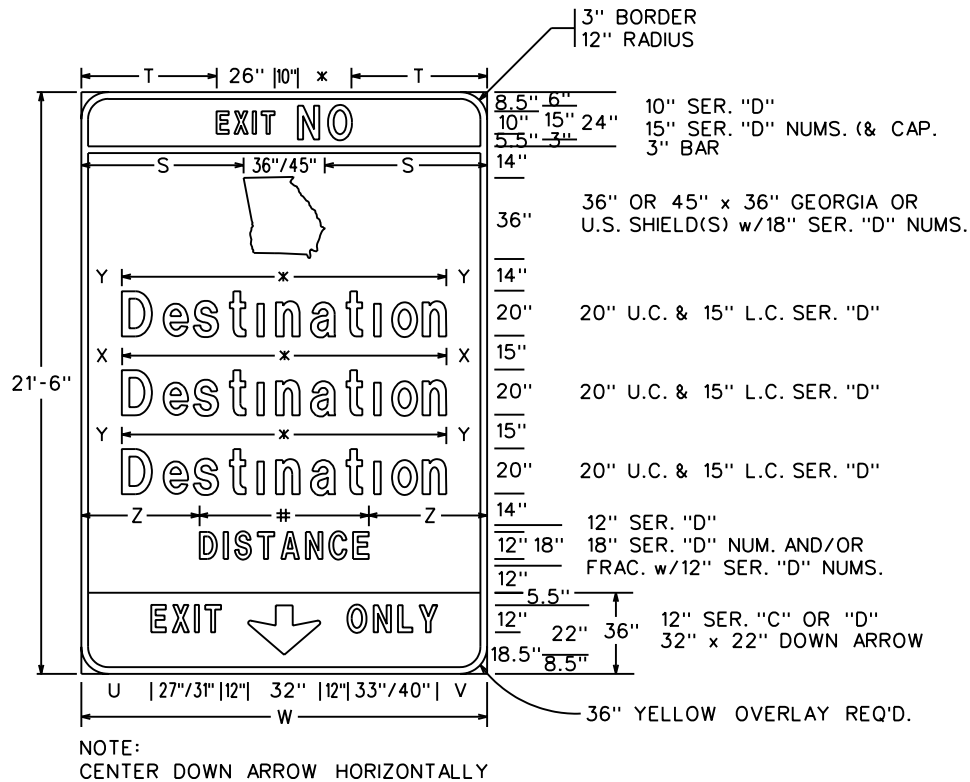 3" BORDER
12" RADIUS
T 26" 10" * T
EXIT NO
8.5" 6"
10" 15" 24"
5.5" 3"
10" SER. "D"
15" SER. "D" NUMS. (& CAP.
3" BAR
S 36"/45" S
14"
36"
36" OR 45" x 36" GEORGIA OR
U.S. SHIELD(S) w/18" SER. "D" NUMS.
Y * Y
14"
Destination
20"
20" U.C. & 15" L.C. SER. "D"
X * X
15"
21'-6"
Destination
20"
20" U.C. & 15" L.C. SER. "D"
Y * Y
15"
Destination
20"
20" U.C. & 15" L.C. SER. "D"
Z # Z
14"
DISTANCE
12" 18"
12" SER. "D"
18" SER. "D" NUM. AND/OR
FRAC. w/12" SER. "D" NUMS.
12"
5.5"
EXIT ONLY
12"
22" 36"
18.5"
8.5"
12" SER. "C" OR "D"
32" x 22" DOWN ARROW
U 27"/31" 12" 32" 12" 33"/40" V
W
36" YELLOW OVERLAY REQ'D.
NOTE:
CENTER DOWN ARROW HORIZONTALLY